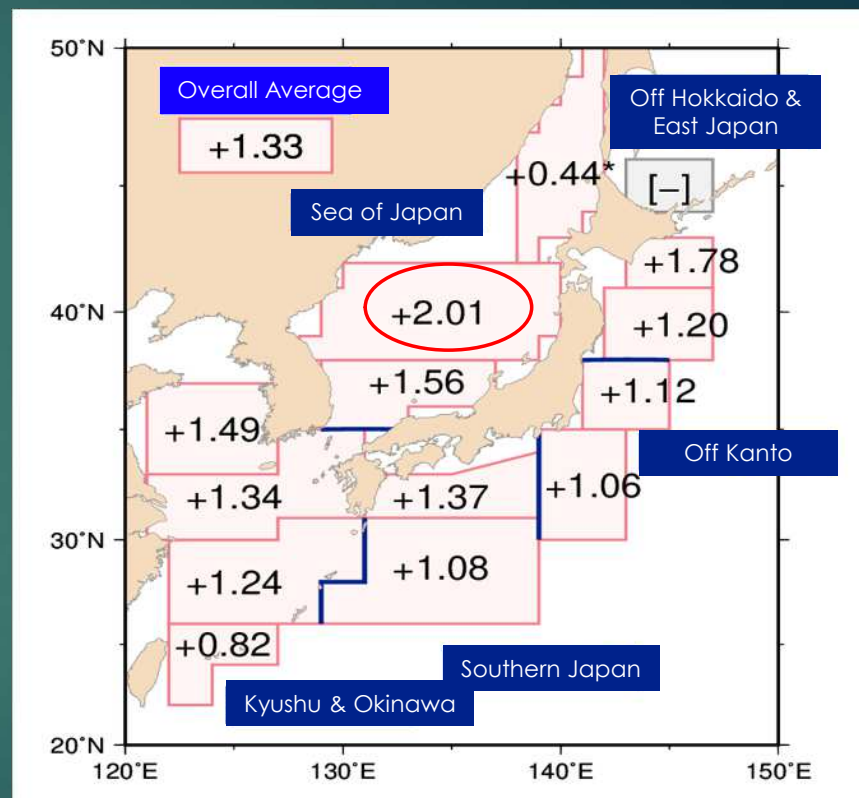 50˚N
Overall Average
+1.33
Off Hokkaido &
East Japan
+0.44*
[–]
Sea of Japan
+1.78
40˚N
+2.01
+1.20
+1.56
+1.12
+1.49
Off Kanto
+1.34
+1.37
+1.06
30˚N
+1.24
+1.08
+0.82
Southern Japan
Kyushu & Okinawa
20˚N
120˚E
130˚E
140˚E
150˚E